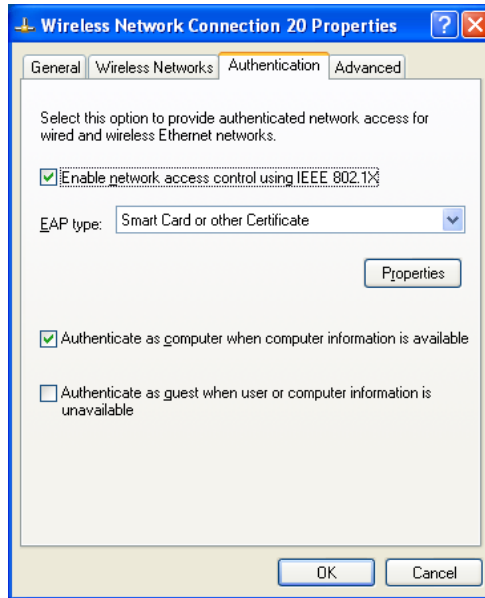 Wireless Network Connection 20 Properties
General Wireless Networks Authentication Advanced
Select this option to provide authenticated network access for
wired and wireless Ethernet networks.
Enable network access control using IEEE 802.1X
EAP type: Smart Card or other Certificate
Properties
Authenticate as computer when computer information is available
Authenticate as guest when user or computer information is
unavailable
OK Cancel